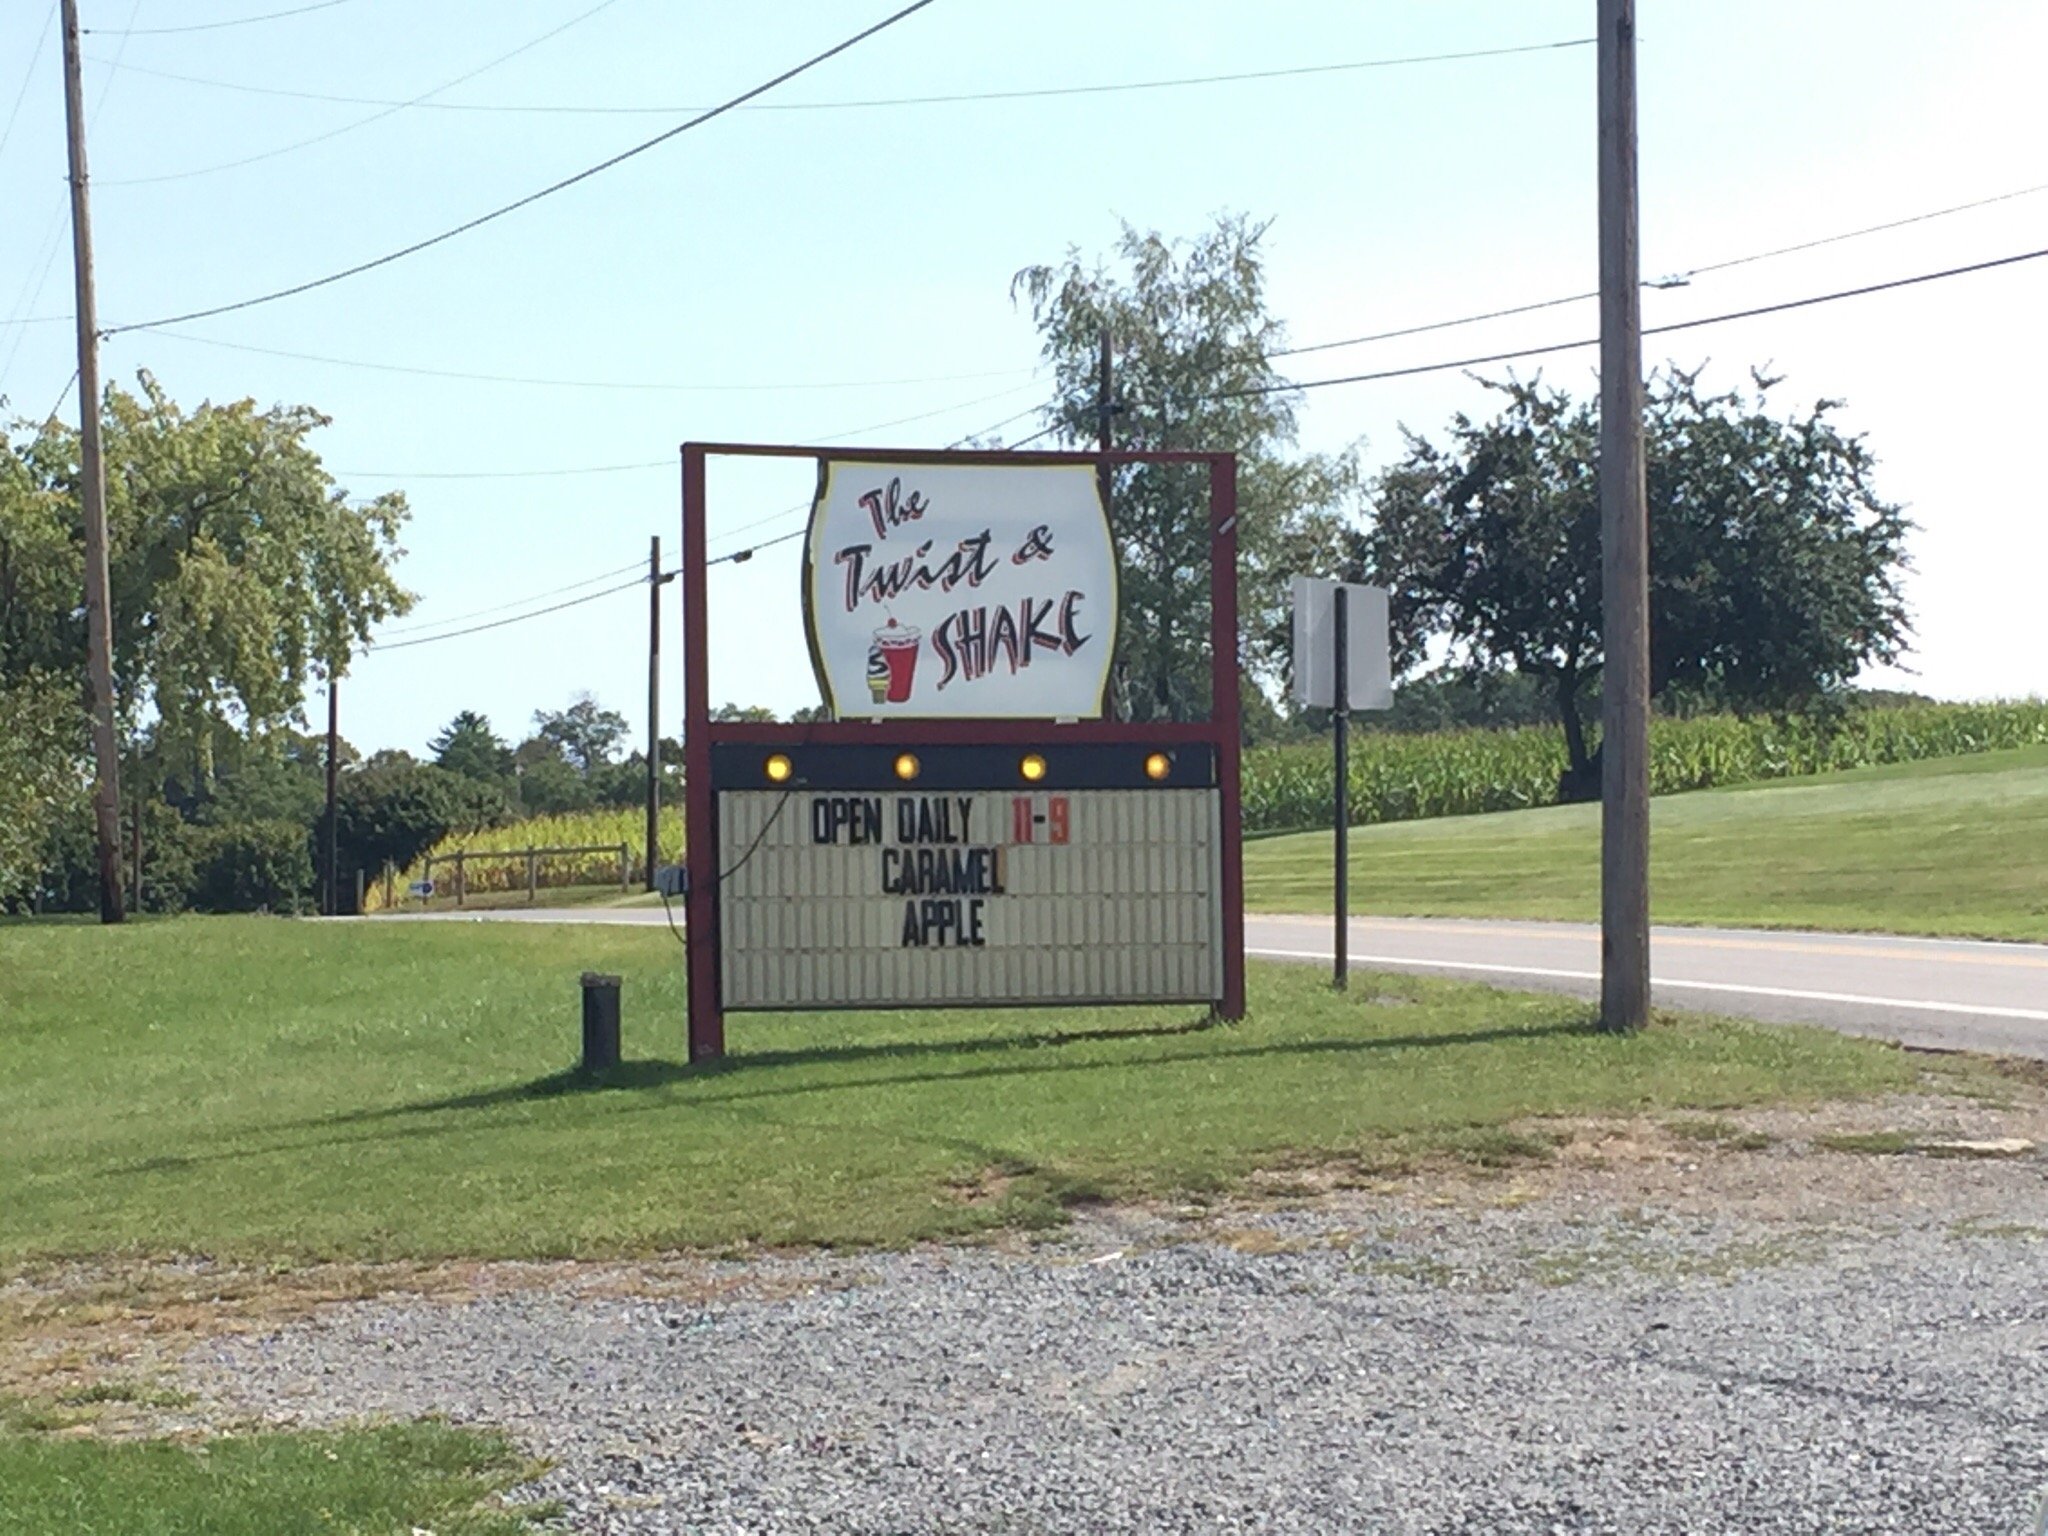 The
Twist &
SHAKE
OPEN DAILY 11-9
CARAMEL
APPLE